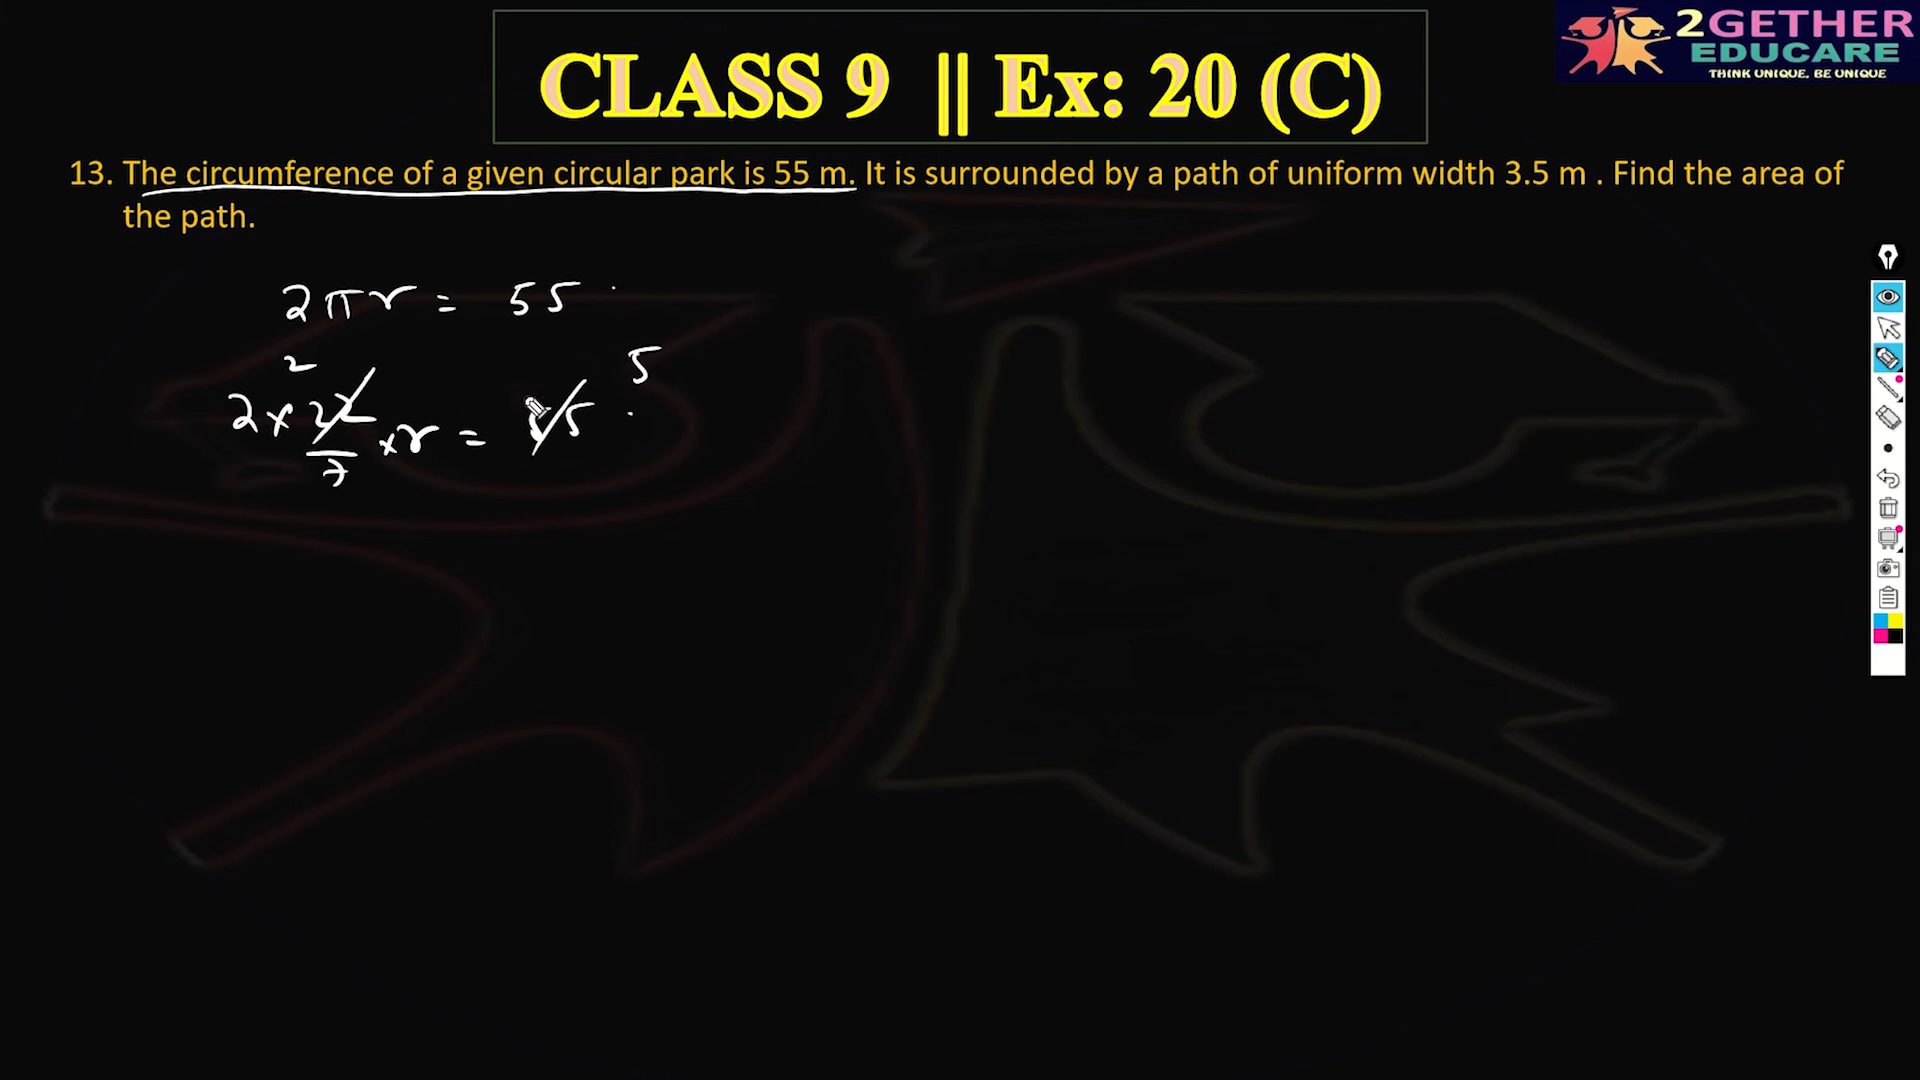 2GETHER
EDUCARE
THINK UNIQUE. BE UNIQUE
CLASS 9 || Ex: 20 (C)
13. The circumference of a given circular park is 55 m. It is surrounded by a path of uniform width 3.5 m . Find the area of
the path.
2πr = 55
2 5
2 × 22/7 × r = 55